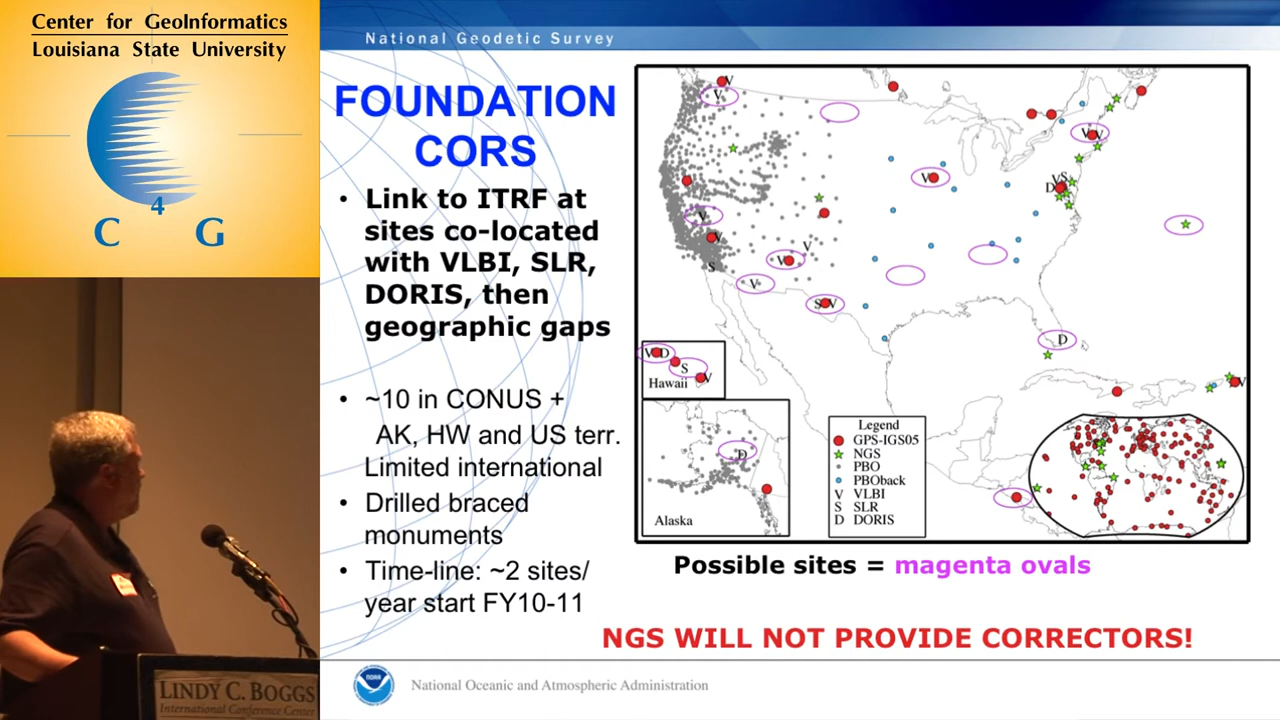 Center for GeoInformatics
Louisiana State University
C 4 G
LINDY C. BOGGS
International Conference Center
National Geodetic Survey
FOUNDATION
CORS
• Link to ITRF at
sites co-located
with VLBI, SLR,
DORIS, then
geographic gaps
• ~10 in CONUS +
AK, HW and US terr.
Limited international
• Drilled braced
monuments
• Time-line: ~2 sites/
year start FY10-11
V
V
V
V
V V
V S
D
V
V
V
V
S
V
S V
D
V D
S
V
Hawaii
V
D
Alaska
Legend
GPS-IGS05
NGS
PBO
PBOback
V VLBI
S SLR
D DORIS
Possible sites = magenta ovals
NGS WILL NOT PROVIDE CORRECTORS!
NOAA
National Oceanic and Atmospheric Administration